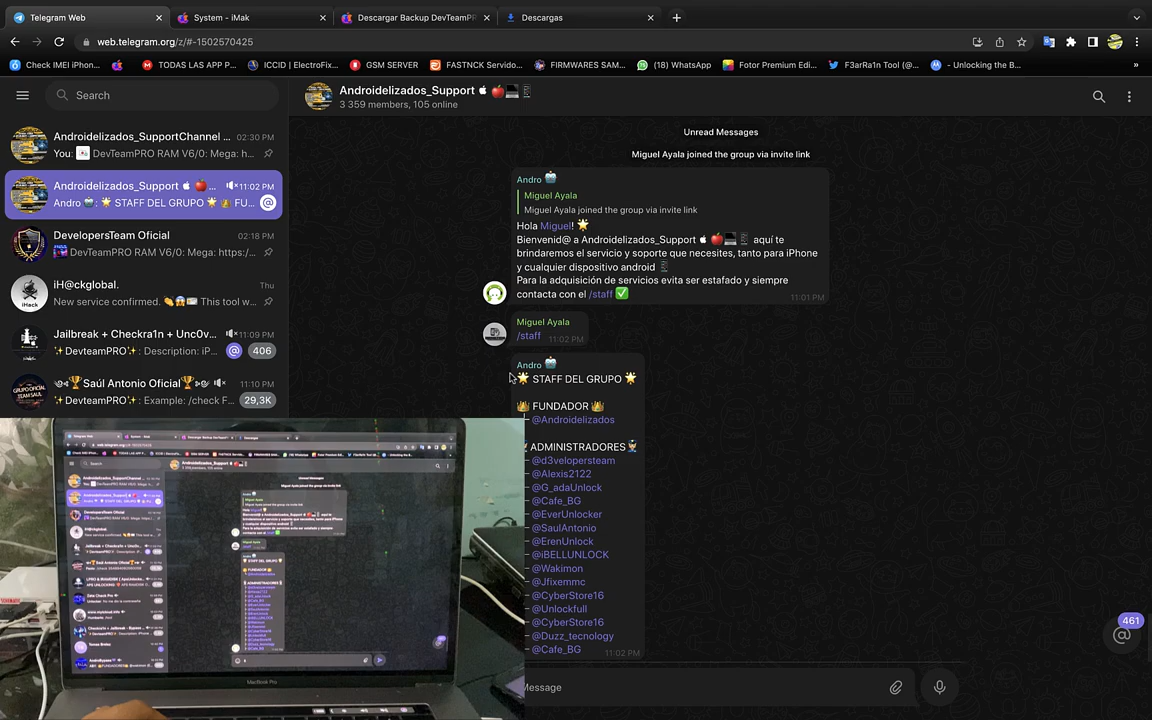 Telegram Web
System - iMak
Descargar Backup DevTeamPR
Descargas
web.telegram.org/z/#-1502570425
Check IMEI iPhon...
TODAS LAS APP P...
ICCID | ElectroFix...
GSM SERVER
FASTNCK Servido...
FIRMWARES SAM...
(18) WhatsApp
Fotor Premium Edi...
F3arRa1n Tool (@...
- Unlocking the B...
»
Search
Androidelizados_SupportChannel ...
02:30 PM
You: DevTeamPRO RAM V6/0: Mega: h...
Androidelizados_Support 🍎...
11:02 PM
Andro 🤖: 🌟 STAFF DEL GRUPO 🌟 👑 FU...
@
DevelopersTeam Oficial
02:18 PM
DevTeamPRO RAM V6/0: Mega: https:/...
iH@ckglobal.
Thu
New service confirmed. 👏😱 This tool w...
Jailbreak + Checkra1n + Unc0v...
11:09 PM
✨DevteamPRO✨: Description: iP...
@ 406
🏆Saúl Antonio Oficial🏆
11:10 PM
✨DevteamPRO✨: Example: /check F...
29,3K
Androidelizados_Support 🍎💻📱
3 359 members, 105 online
Unread Messages
Miguel Ayala joined the group via invite link
Andro 🤖
Miguel Ayala
Miguel Ayala joined the group via invite link
Hola Miguel! 🌟
Bienvenid@ a Androidelizados_Support 🍎💻📱 aquí te
brindaremos el servicio y soporte que necesites, tanto para iPhone
y cualquier dispositivo android 📱
Para la adquisición de servicios evita ser estafado y siempre
contacta con el /staff ✅
11:01 PM
Miguel Ayala
/staff
11:02 PM
Andro 🤖
🌟 STAFF DEL GRUPO 🌟
👑 FUNDADOR 👑
@Androidelizados
ADMINISTRADORES
@d3velopersteam
@Alexis2122
@G_adaUnlock
@Cafe_BG
@EverUnlocker
@SaulAntonio
@ErenUnlock
@iBELLUNLOCK
@Wakimon
@Jfixemmc
@CyberStore16
@Unlockfull
@CyberStore16
@Duzz_tecnology
@Cafe_BG
11:02 PM
461
@
Message
MacBook Pro